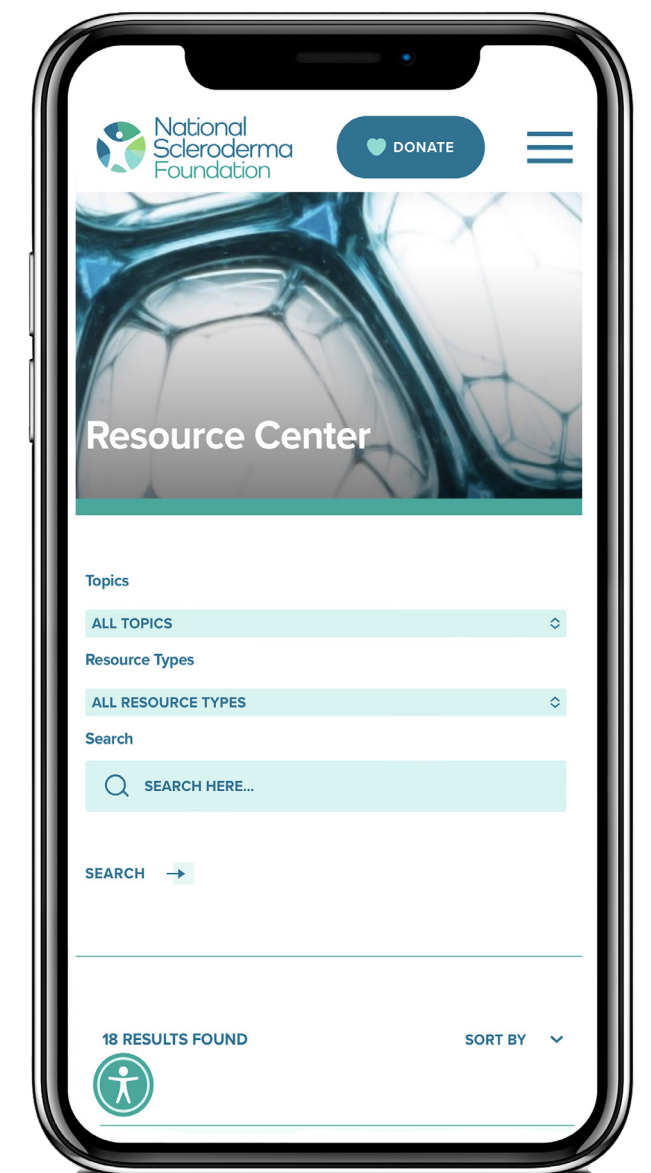 National
Scleroderma
Foundation
DONATE
Resource Center
Topics
ALL TOPICS
Resource Types
ALL RESOURCE TYPES
Search
SEARCH HERE...
SEARCH
18 RESULTS FOUND
SORT BY